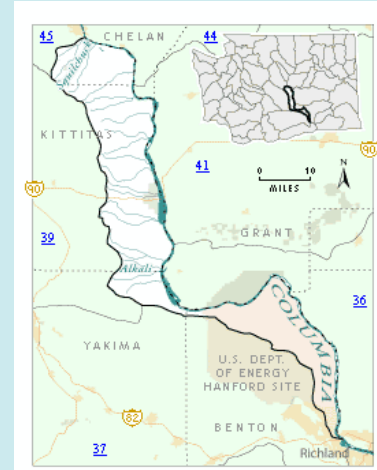 45
CHELAN
44
Squilchuck
KITTITAS
90
41
90
0 10
MILES
N
39
GRANT
Alkali
36
COLUMBIA
YAKIMA
U.S. DEPT.
OF ENERGY
HANFORD SITE
82
BENTON
37
Richland